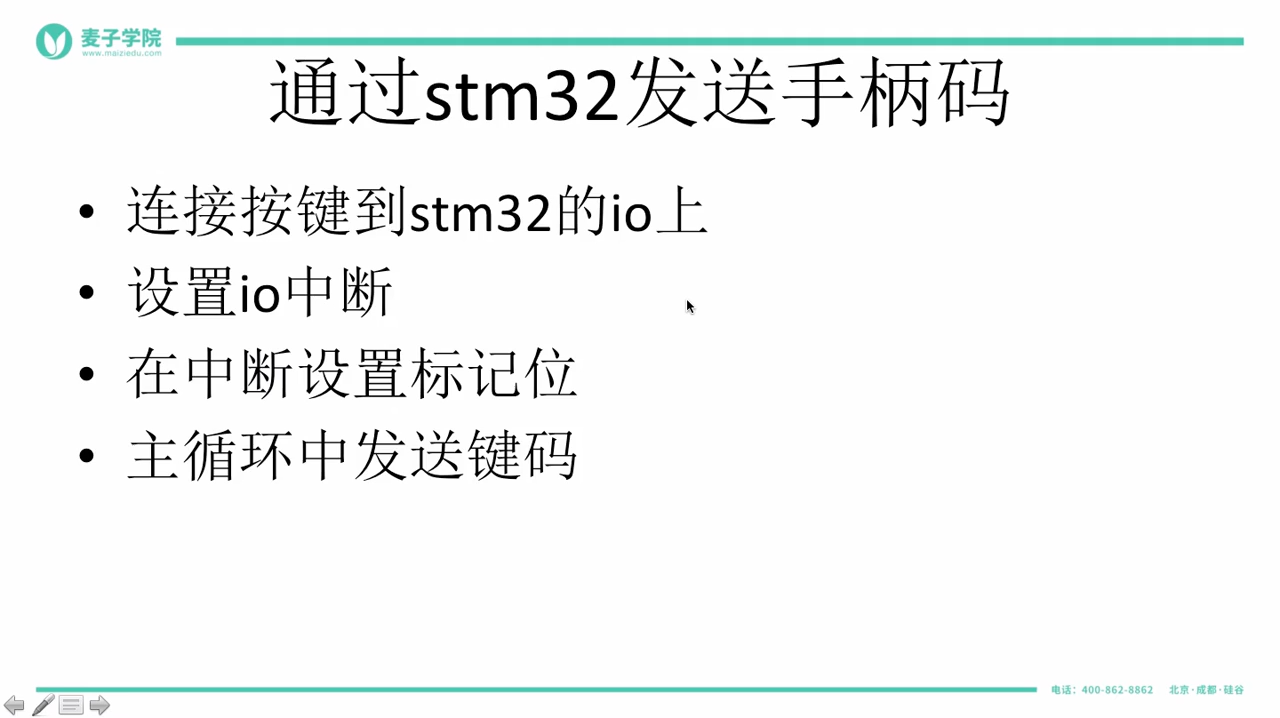 麦子学院
www.maiziedu.com
通过stm32发送手柄码
• 连接按键到stm32的io上
• 设置io中断
• 在中断设置标记位
• 主循环中发送键码
电话：400-862-8862 北京·成都·硅谷